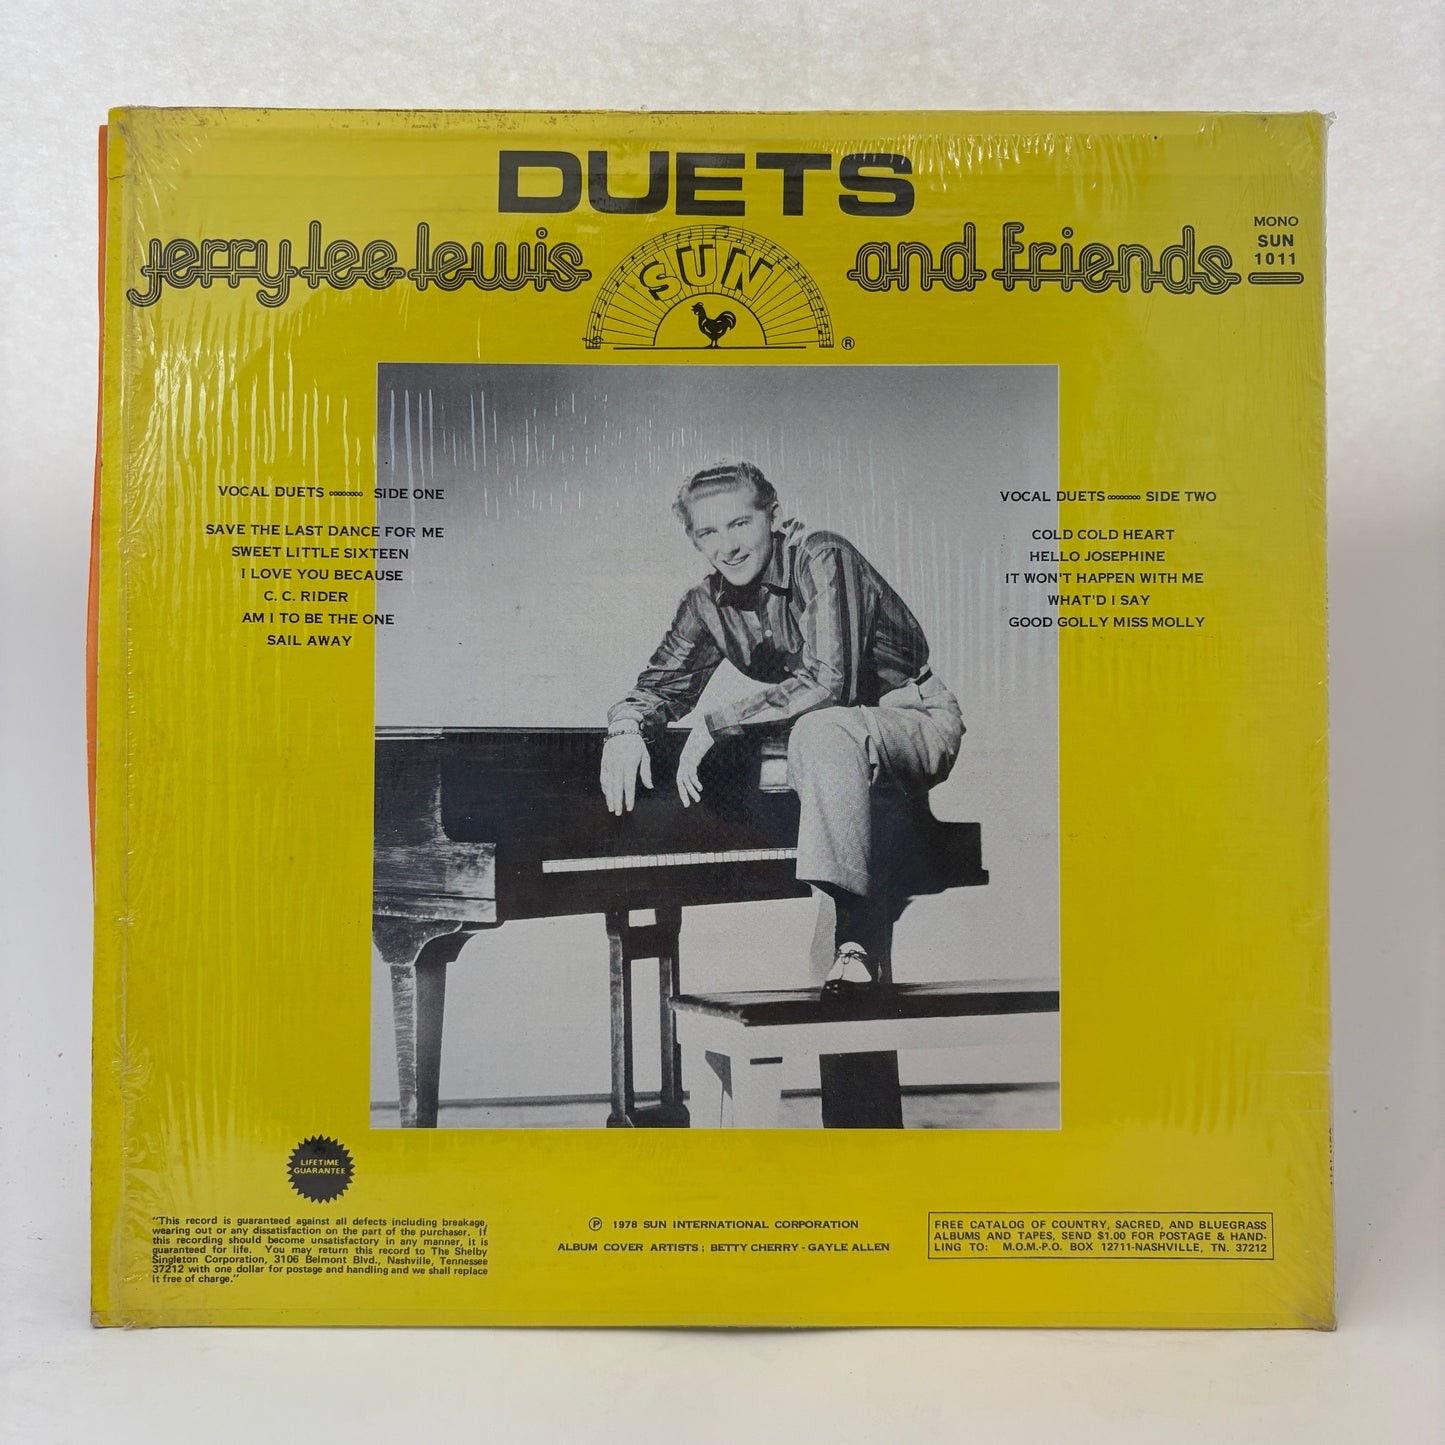 DUETS
jerry lee lewis
SUN
®
and friends
MONO
SUN
1011
VOCAL DUETS SIDE ONE
SAVE THE LAST DANCE FOR ME
SWEET LITTLE SIXTEEN
I LOVE YOU BECAUSE
C. C. RIDER
AM I TO BE THE ONE
SAIL AWAY
VOCAL DUETS SIDE TWO
COLD COLD HEART
HELLO JOSEPHINE
IT WON'T HAPPEN WITH ME
WHAT'D I SAY
GOOD GOLLY MISS MOLLY
LIFETIME
GUARANTEE
"This record is guaranteed against all defects including breakage,
wearing out or any dissatisfaction on the part of the purchaser. If
this recording should become unsatisfactory in any manner, it is
guaranteed for life. You may return this record to The Shelby
Singleton Corporation, 3106 Belmont Blvd., Nashville, Tennessee
37212 with one dollar for postage and handling and we shall replace
it free of charge."
Ⓟ 1978 SUN INTERNATIONAL CORPORATION
ALBUM COVER ARTISTS; BETTY CHERRY - GAYLE ALLEN
FREE CATALOG OF COUNTRY, SACRED, AND BLUEGRASS
ALBUMS AND TAPES, SEND $1.00 FOR POSTAGE & HAND-
LING TO: M.O.M.-P.O. BOX 12711-NASHVILLE, TN. 37212